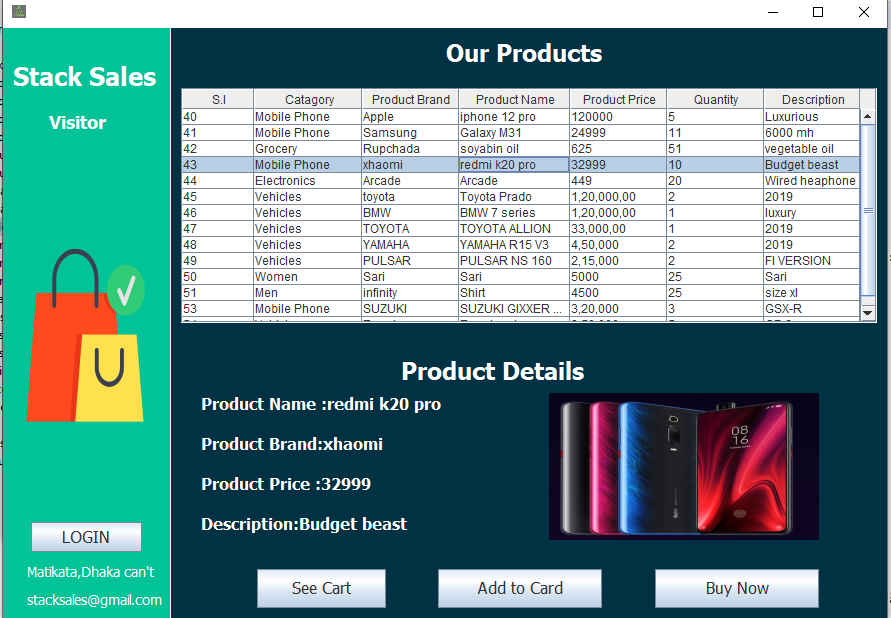 Stack Sales
Visitor
LOGIN
Matikata,Dhaka can't
stacksales@gmail.com
Our Products
S.I Catagory Product Brand Product Name Product Price Quantity Description
40 Mobile Phone Apple iphone 12 pro 120000 5 Luxurious
41 Mobile Phone Samsung Galaxy M31 24999 11 6000 mh
42 Grocery Rupchada soyabin oil 625 51 vegetable oil
43 Mobile Phone xhaomi redmi k20 pro 32999 10 Budget beast
44 Electronics Arcade Arcade 449 20 Wired heaphone
45 Vehicles toyota Toyota Prado 1,20,000,00 2 2019
46 Vehicles BMW BMW 7 series 1,20,000,00 1 luxury
47 Vehicles TOYOTA TOYOTA ALLION 33,000,00 1 2019
48 Vehicles YAMAHA YAMAHA R15 V3 4,50,000 2 2019
49 Vehicles PULSAR PULSAR NS 160 2,15,000 2 FI VERSION
50 Women Sari Sari 5000 25 Sari
51 Men infinity Shirt 4500 25 size xl
53 Mobile Phone SUZUKI SUZUKI GIXXER ... 3,20,000 3 GSX-R
Product Details
Product Name :redmi k20 pro
Product Brand:xhaomi
Product Price :32999
Description:Budget beast
08
16
See Cart
Add to Card
Buy Now